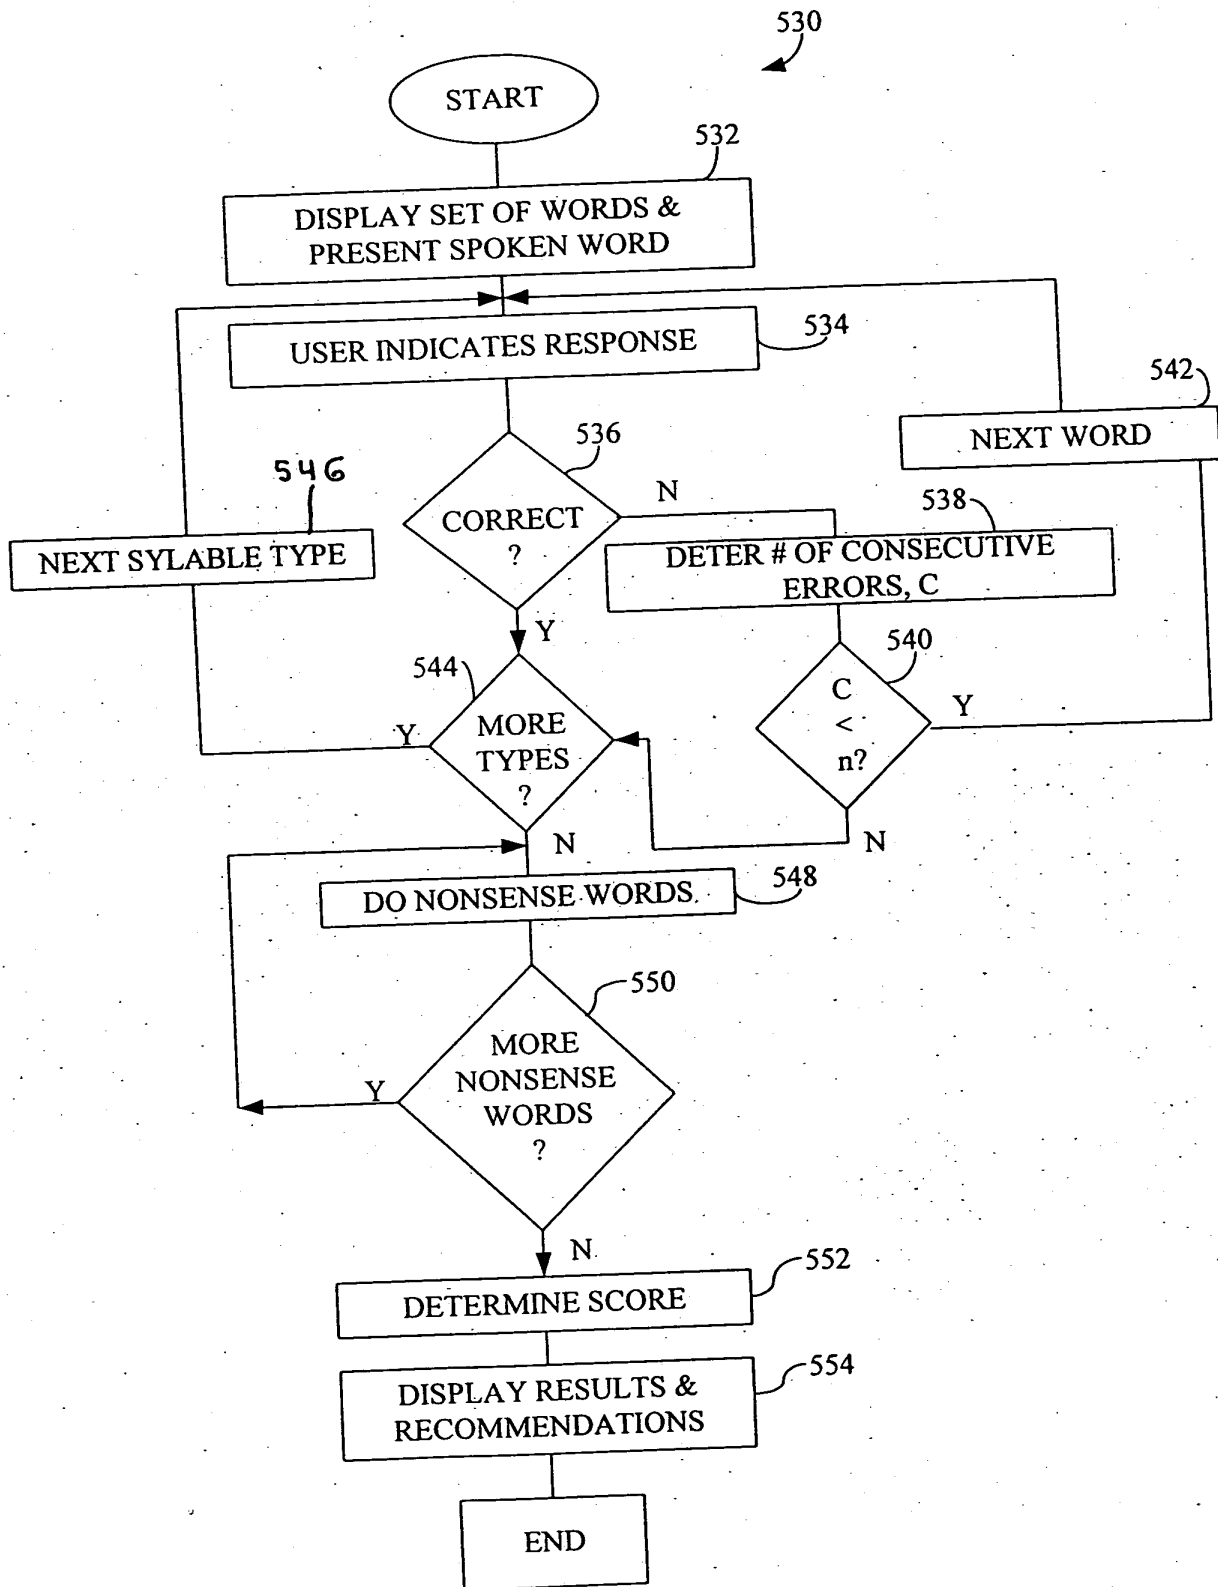 530
START
532
DISPLAY SET OF WORDS &
PRESENT SPOKEN WORD
534
USER INDICATES RESPONSE
542
NEXT WORD
536
546
N
CORRECT
?
538
NEXT SYLABLE TYPE
DETER # OF CONSECUTIVE
ERRORS, C
Y
544
540
C
<
n?
Y
Y
MORE
TYPES
?
N
N
DO NONSENSE WORDS.
548
550
MORE
NONSENSE
WORDS
?
Y
N
552
DETERMINE SCORE
554
DISPLAY RESULTS &
RECOMMENDATIONS
END